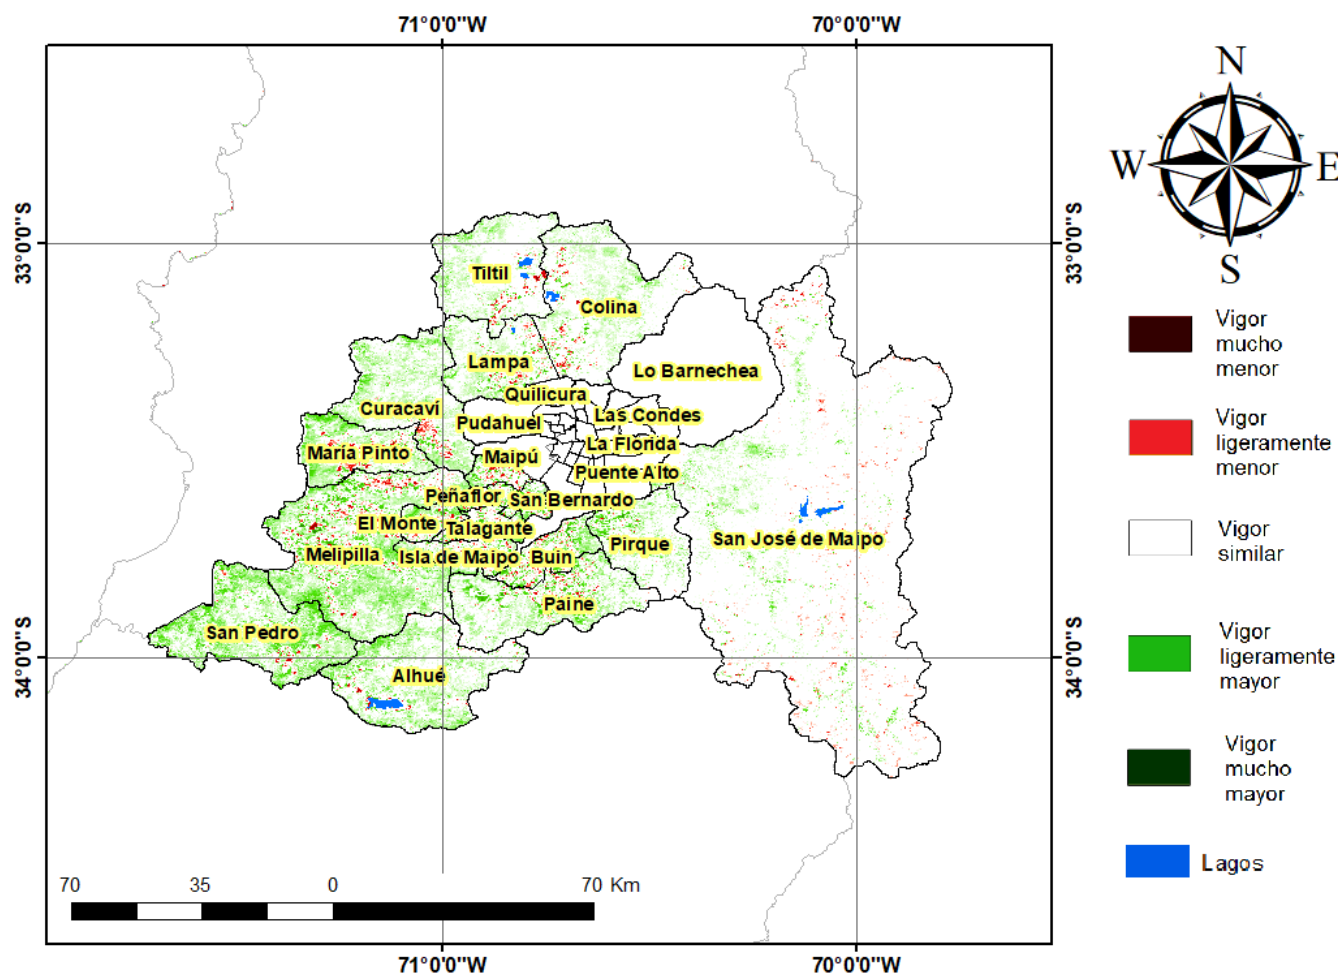 71°0'0"W
70°0'0"W
N
W
E
S
33°0'0"S
33°0'0"S
Tiltil
Colina
Lampa
Lo Barnechea
Quilicura
Curacaví
Las Condes
Pudahuel
La Florida
María Pinto
Maipú
Puente Alto
Peñaflor
San Bernardo
El Monte
Talagante
Melipilla
Isla de Maipo
Buin
Pirque
San José de Maipo
Paine
San Pedro
Alhué
34°0'0"S
34°0'0"S
70
35
0
70 Km
71°0'0"W
70°0'0"W
Vigor
mucho
menor
Vigor
ligeramente
menor
Vigor
similar
Vigor
ligeramente
mayor
Vigor
mucho
mayor
Lagos